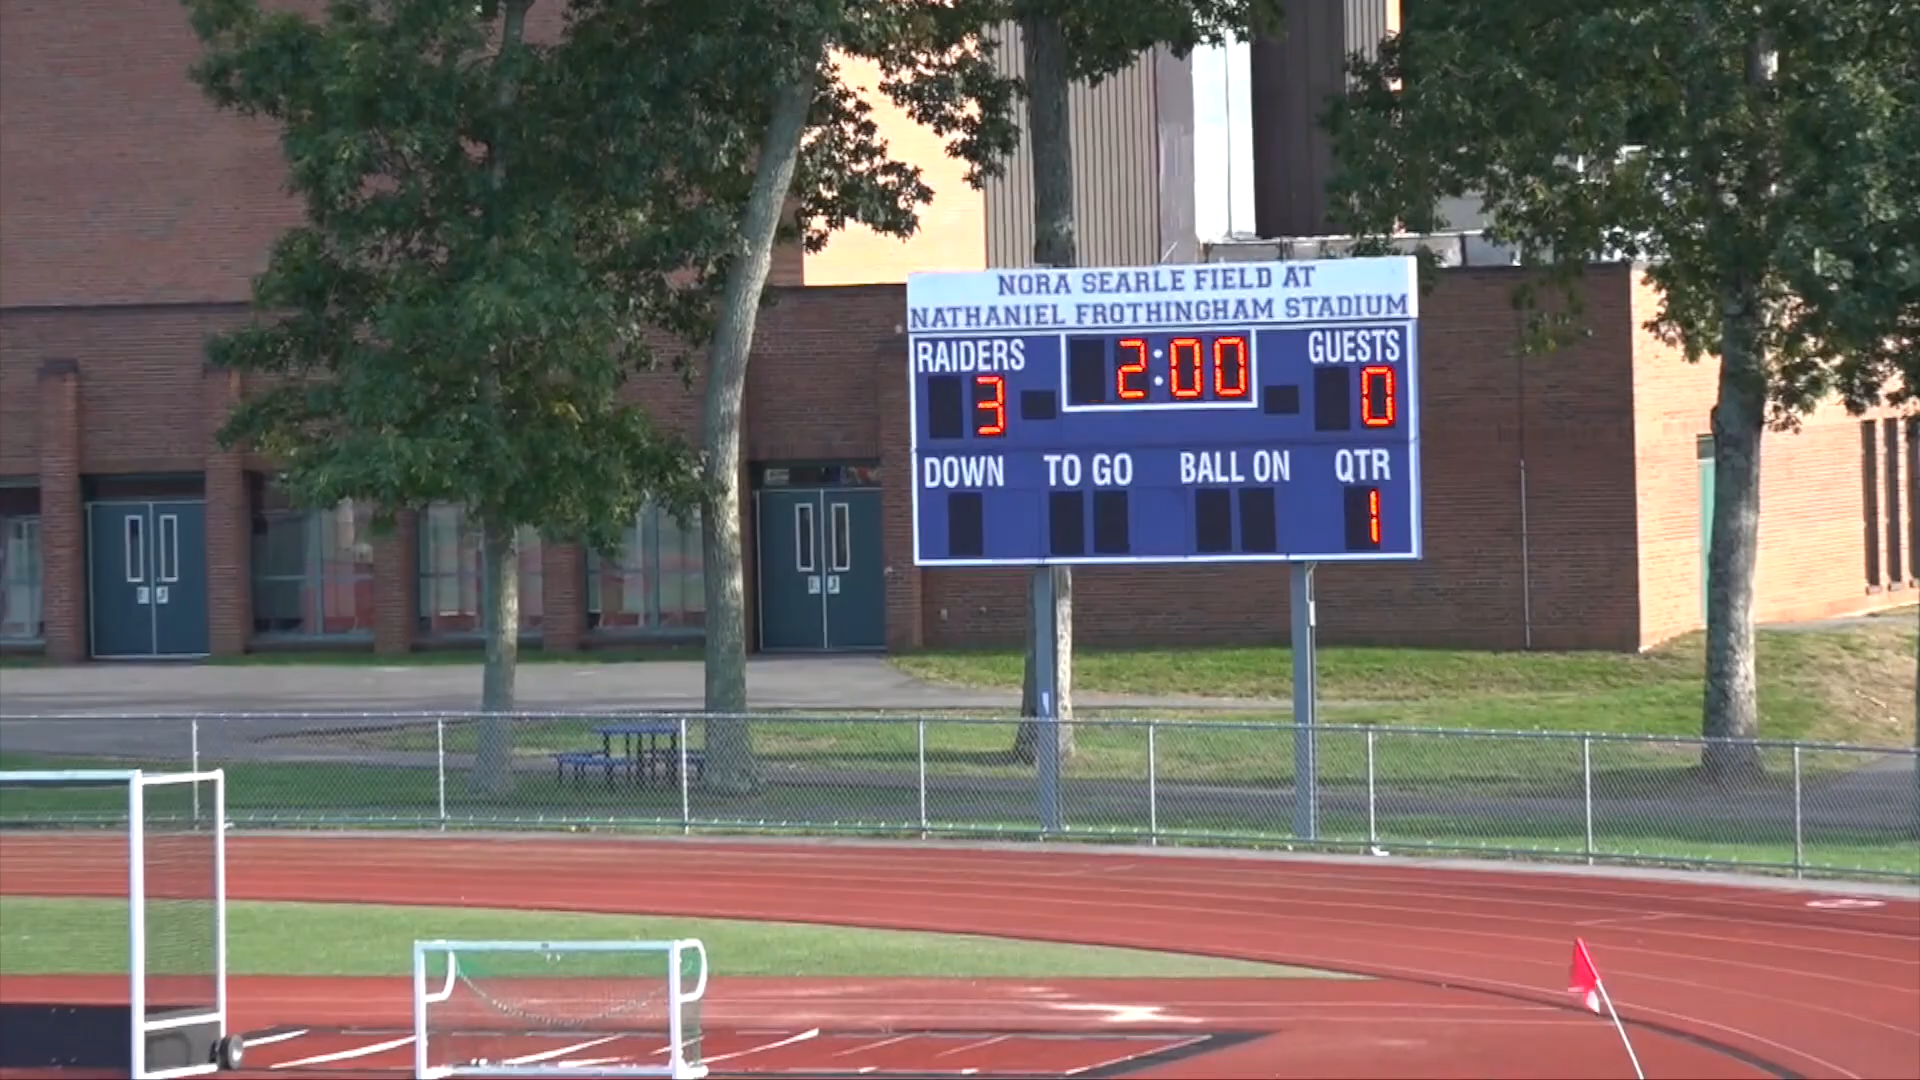 NORA SEARLE FIELD AT
NATHANIEL FROTHINGHAM STADIUM
RAIDERS 2:00 GUESTS
3 0
DOWN TO GO BALL ON QTR
1